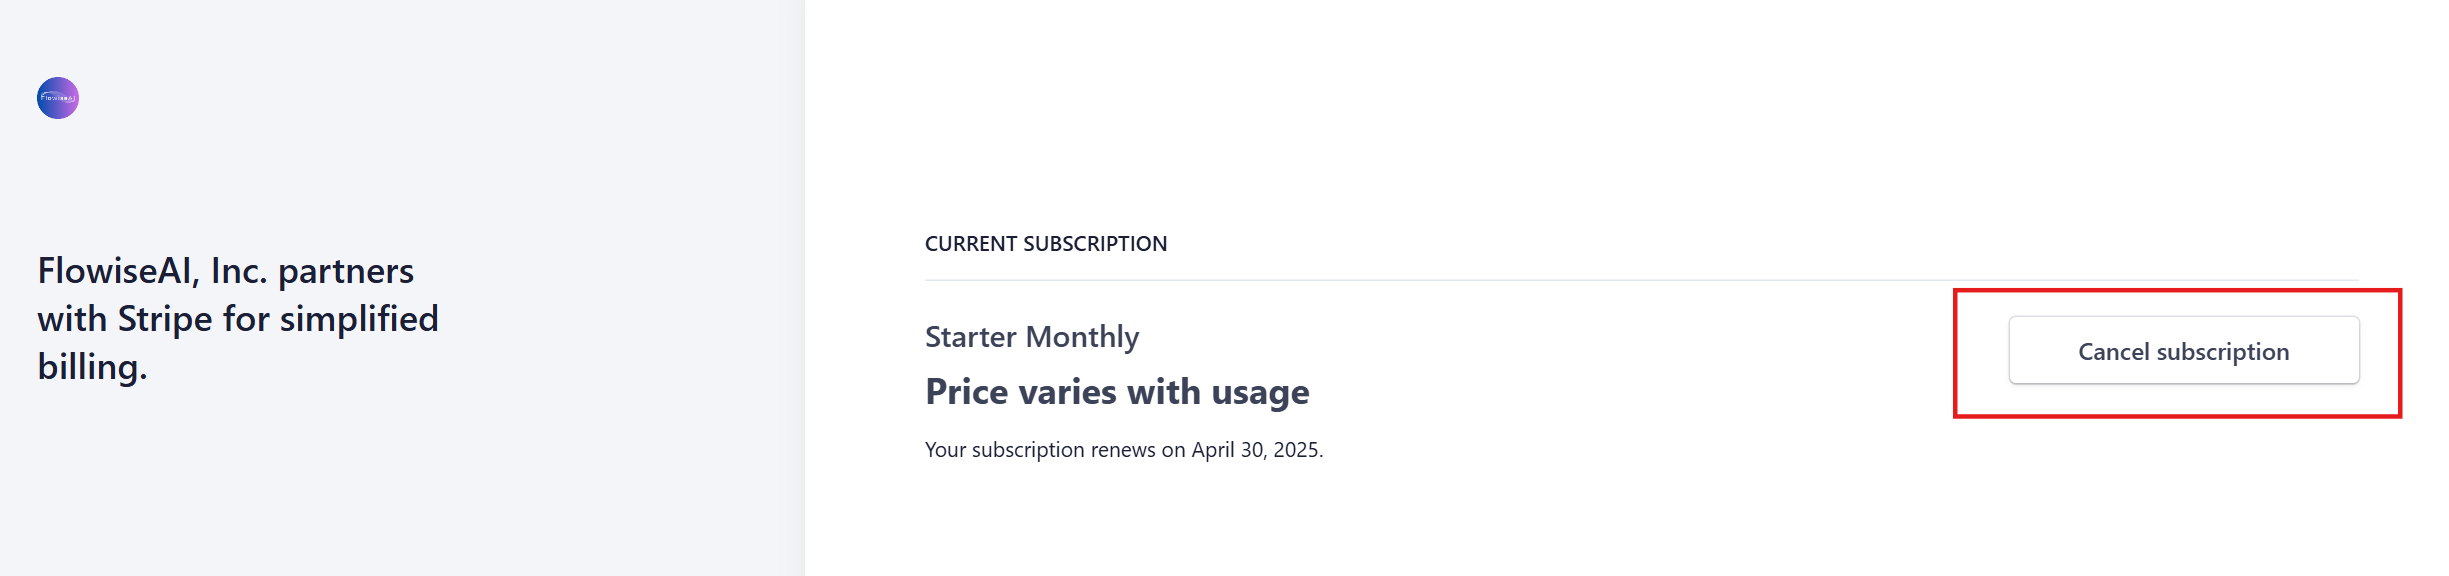 FlowiseAI
FlowiseAI, Inc. partners
with Stripe for simplified
billing.
CURRENT SUBSCRIPTION
Starter Monthly
Price varies with usage
Your subscription renews on April 30, 2025.
Cancel subscription